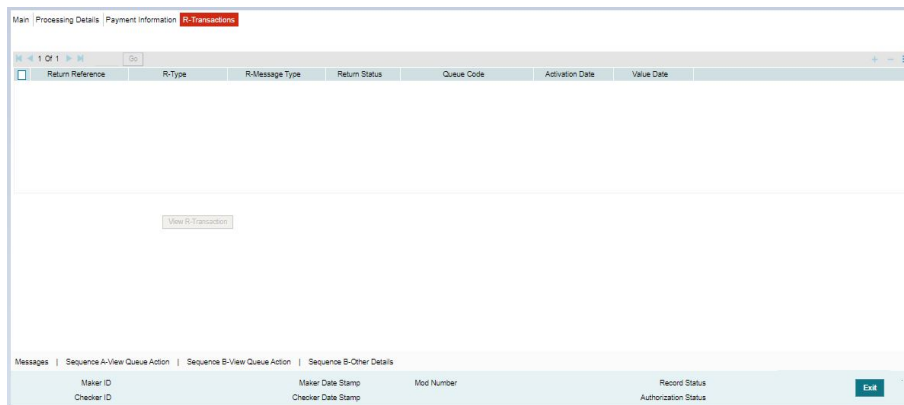 Main Processing Details Payment Information R-Transactions
1 Of 1 Go
Return Reference R-Type R-Message Type Return Status Queue Code Activation Date Value Date
View R-Transaction
Messages | Sequence A-View Queue Action | Sequence B-View Queue Action | Sequence B-Other Details
Maker ID Maker Date Stamp Mod Number Record Status
Checker ID Checker Date Stamp Authorization Status
Exit